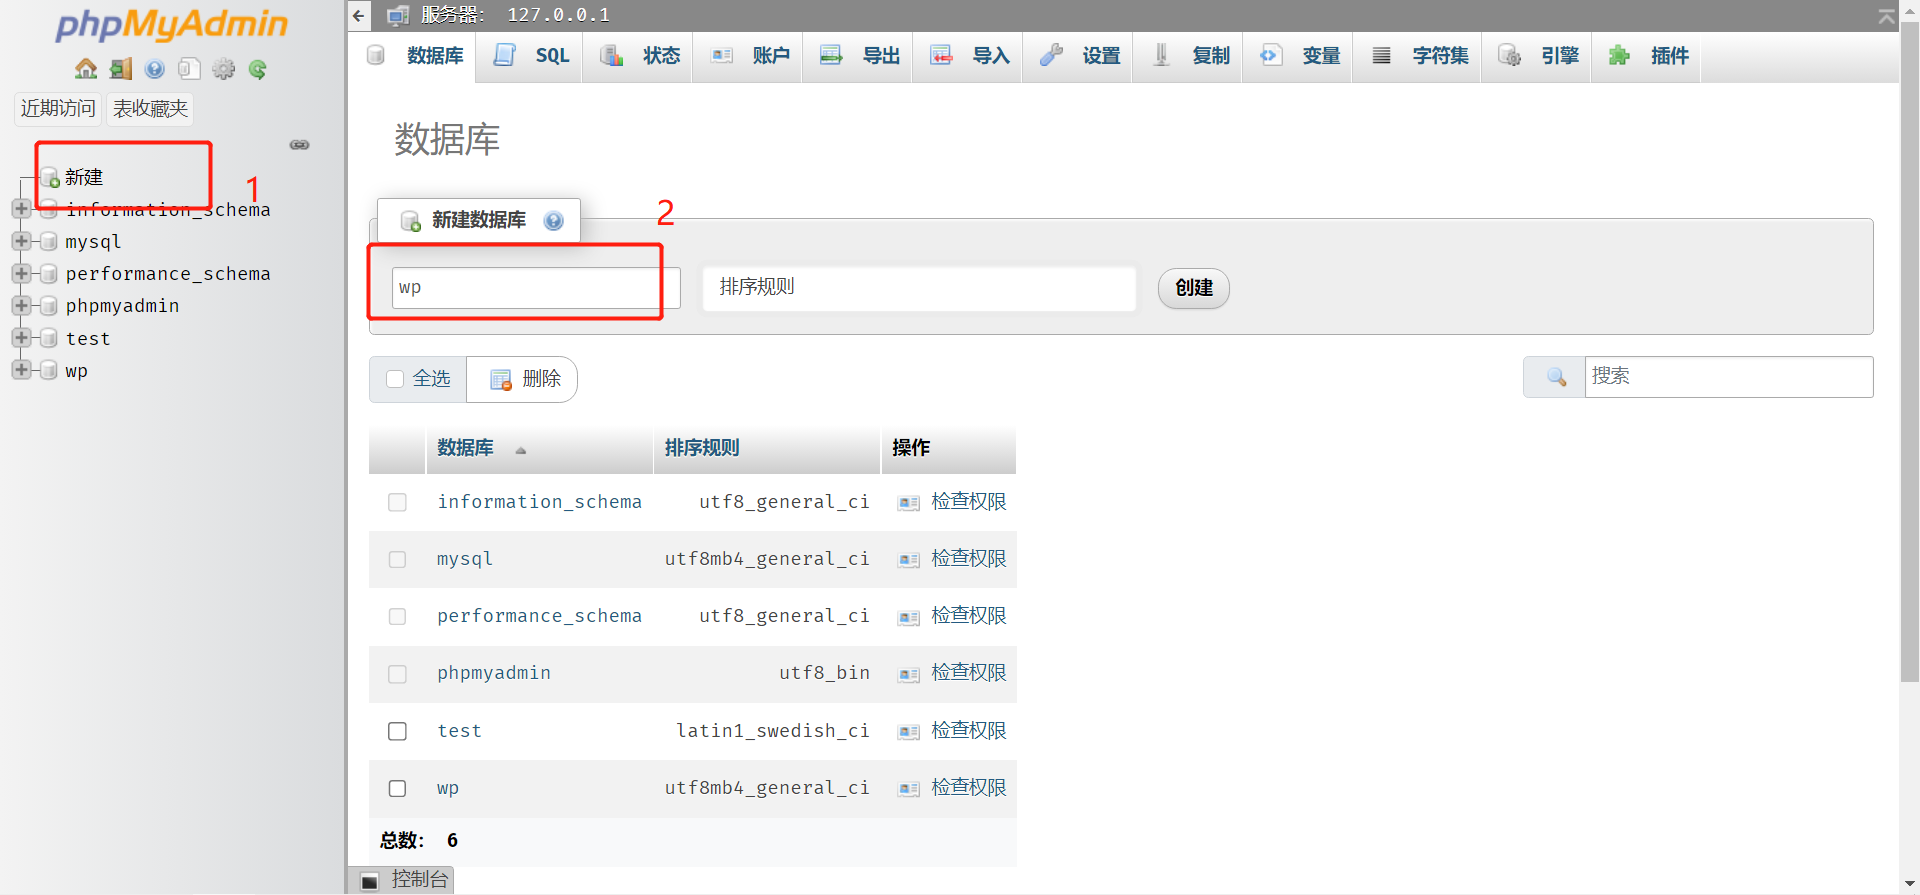 phpMyAdmin
近期访问 表收藏夹
新建
1
information_schema
mysql
performance_schema
phpmyadmin
test
wp
服务器: 127.0.0.1
数据库 SQL 状态 账户 导出 导入 设置 复制 变量 字符集 引擎 插件
数据库
新建数据库
2
wp 排序规则 创建
全选 删除 搜索
数据库 排序规则 操作
information_schema utf8_general_ci 检查权限
mysql utf8mb4_general_ci 检查权限
performance_schema utf8_general_ci 检查权限
phpmyadmin utf8_bin 检查权限
test latin1_swedish_ci 检查权限
wp utf8mb4_general_ci 检查权限
总数: 6
控制台